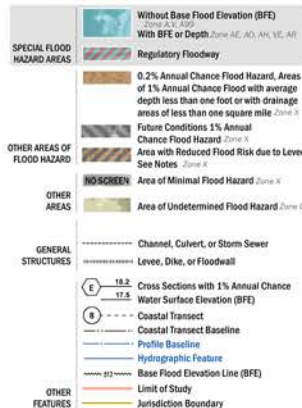 Without Base Flood Elevation (BFE)
Zone A,V, A99
With BFE or Depth Zone AE, AO, AH, VE, AR
SPECIAL FLOOD
HAZARD AREAS
Regulatory Floodway
0.2% Annual Chance Flood Hazard, Areas
of 1% Annual Chance Flood with average
depth less than one foot or with drainage
areas of less than one square mile Zone X
Future Conditions 1% Annual
Chance Flood Hazard Zone X
OTHER AREAS OF
FLOOD HAZARD
Area with Reduced Flood Risk due to Levee
See Notes Zone X
NO SCREEN
Area of Minimal Flood Hazard Zone X
OTHER
AREAS
Area of Undetermined Flood Hazard Zone
Channel, Culvert, or Storm Sewer
GENERAL
STRUCTURES
Levee, Dike, or Floodwall
E
18.2
17.5
Cross Sections with 1% Annual Chance
Water Surface Elevation (BFE)
8
Coastal Transect
Coastal Transect Baseline
Profile Baseline
Hydrographic Feature
513
Base Flood Elevation Line (BFE)
OTHER
FEATURES
Limit of Study
Jurisdiction Boundary